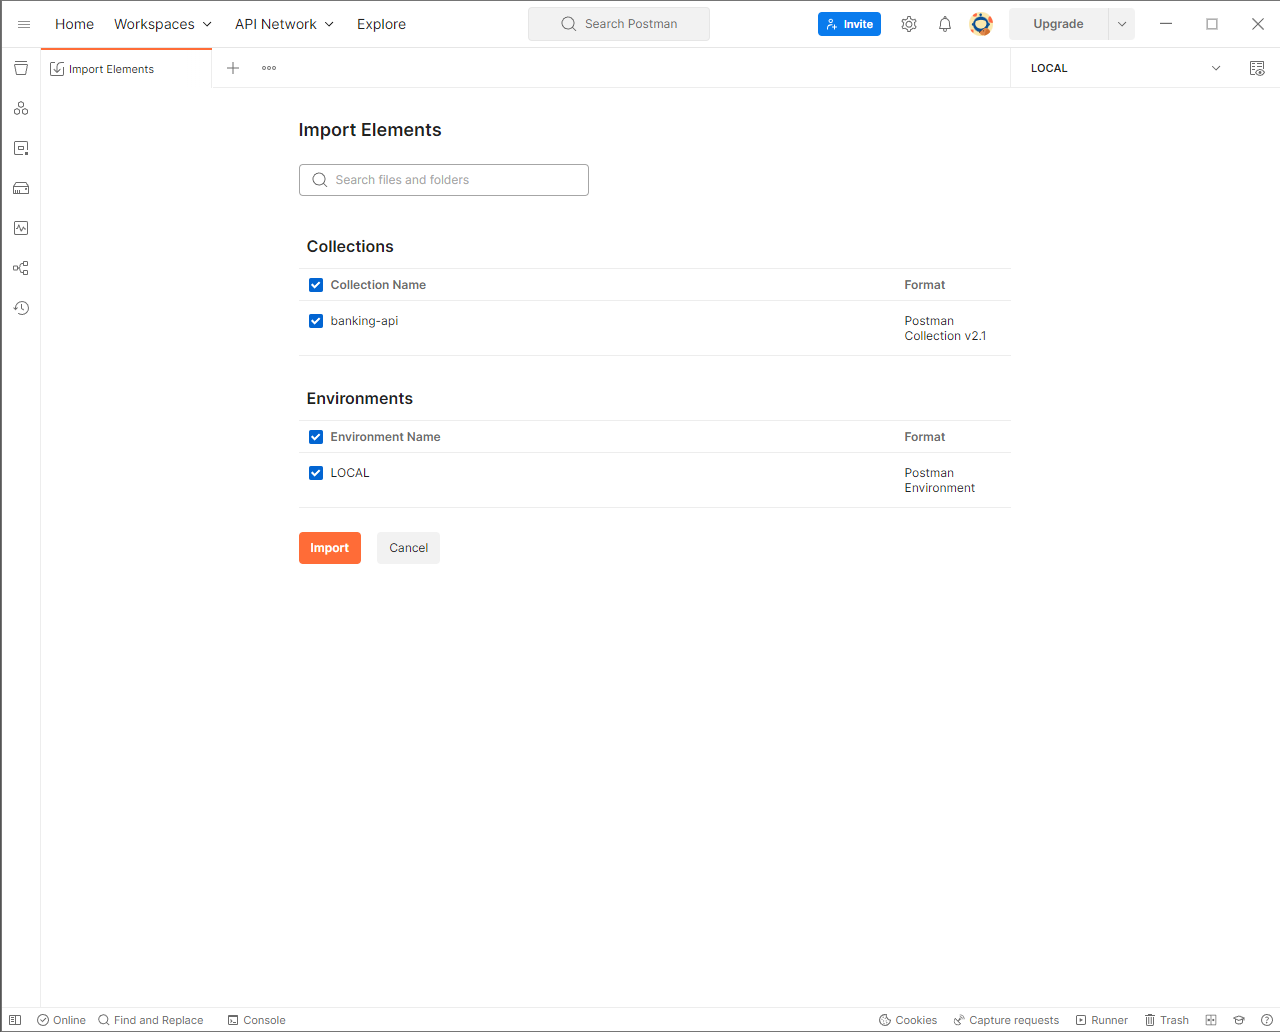 Home Workspaces API Network Explore Search Postman Invite Upgrade
Import Elements LOCAL
Import Elements
Search files and folders
Collections
Collection Name Format
banking-api Postman
Collection v2.1
Environments
Environment Name Format
LOCAL Postman
Environment
Import Cancel
Online Find and Replace Console Cookies Capture requests Runner Trash